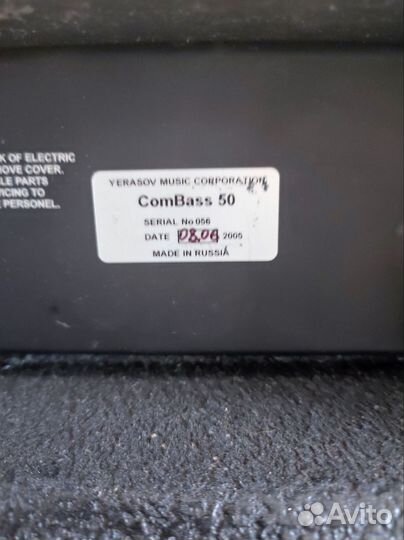 K OF ELECTRIC
MOVE COVER.
LE PARTS
VICING TO
E PERSONEL.
YERASOV MUSIC CORPORATION
ComBass 50
SERIAL No 056
DATE 08.06 2005
MADE IN RUSSIA
Avito